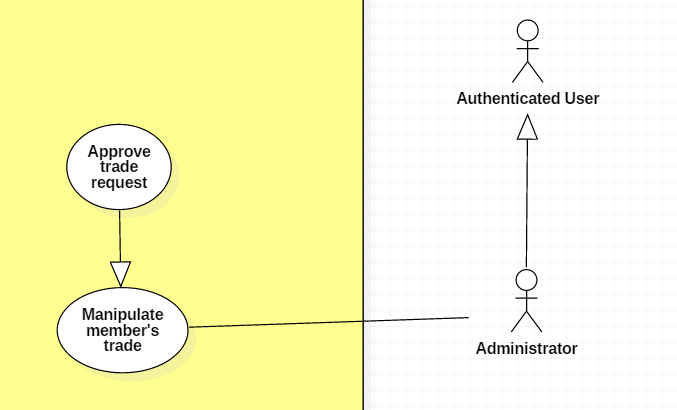 Authenticated User
Approve
trade
request
Manipulate
member's
trade
Administrator